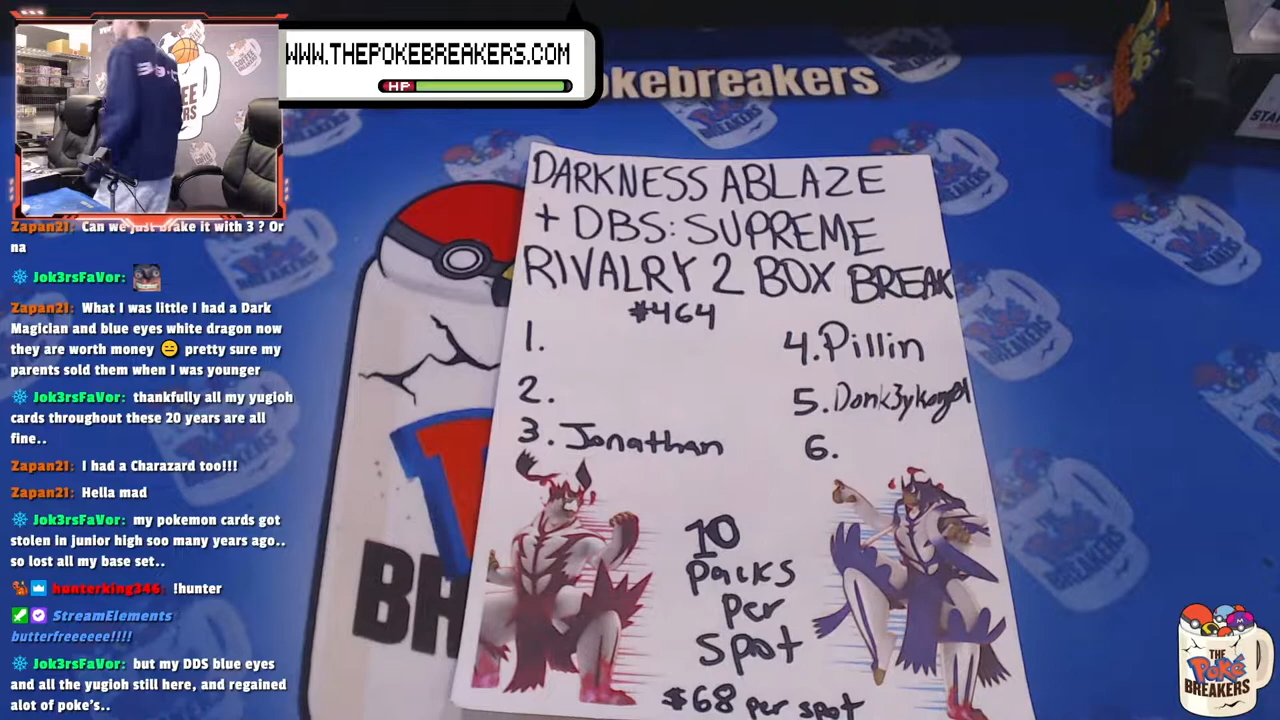 WWW.THEPOKEBREAKERS.COM
HP
okebreakers
Zapan21: Can we just brake it with 3 ? Or
na
Jok3rsFaVor:
Zapan21: What I was little I had a Dark
Magician and blue eyes white dragon now
they are worth money 😑 pretty sure my
parents sold them when I was younger
Jok3rsFaVor: thankfully all my yugioh
cards throughout these 20 years are all
fine..
Zapan21: I had a Charazard too!!!
Zapan21: Hella mad
Jok3rsFaVor: my pokemon cards got
stolen in junior high soo many years ago..
so lost all my base set..
hunterking346: !hunter
StreamElements
butterfreeeeee!!!!
Jok3rsFaVor: but my DDS blue eyes
and all the yugioh still here, and regained
alot of poke's..
DARKNESS ABLAZE
+ DBS: SUPREME
RIVALRY 2 BOX BREAK
#464
1.
2.
3. Jonathan
4. Pillin
5.
6.
10
packs
per
spot
$68 per spot
THE
Poké
BREAKERS